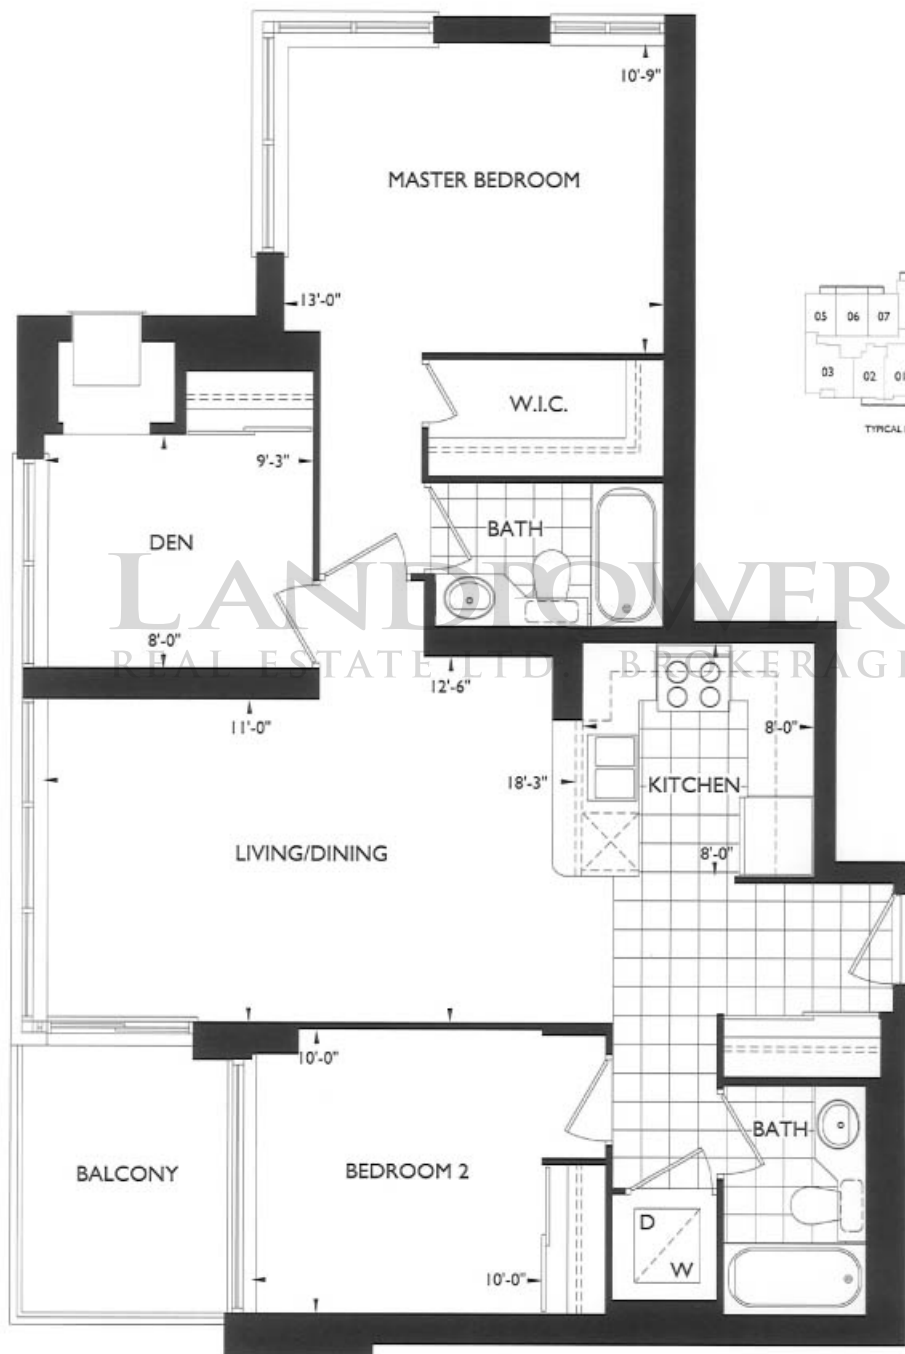 10'-9"
MASTER BEDROOM
13'-0"
05 06 07
03 02 01
TYPICAL
W.I.C.
9'-3"
BATH
DEN
LANDPOWER
8'-0"
REAL ESTATE LTD. BROKERAGE
12'-6"
11'-0"
8'-0"
18'-3"
KITCHEN
LIVING/DINING
8'-0"
10'-0"
BATH
BALCONY
BEDROOM 2
D
W
10'-0"